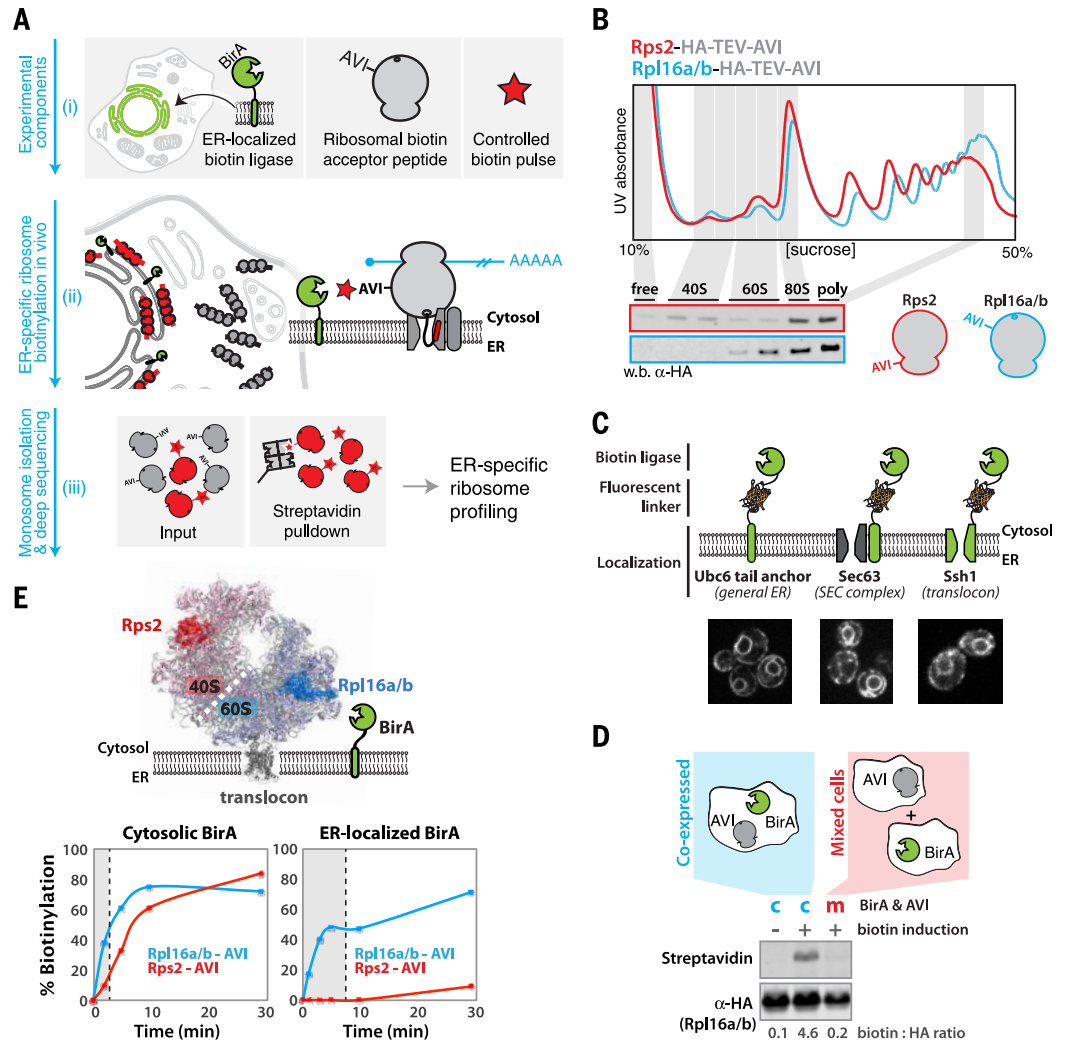 A
Experimental
components
(i)
BirA
ER-localized
biotin ligase
AVI
Ribosomal biotin
acceptor peptide
Controlled
biotin pulse
ER-specific ribosome
biotinylation in vivo
(ii)
AVI
AAAAA
Cytosol
ER
Monosome isolation
& deep sequencing
(iii)
AVI
AVI
AVI
AVI
AVI
Input
Streptavidin
pulldown
ER-specific
ribosome
profiling
B
Rps2-HA-TEV-AVI
Rpl16a/b-HA-TEV-AVI
UV absorbance
10%
[sucrose]
50%
free
40S
60S
80S
poly
w.b. α-HA
Rps2
AVI
Rpl16a/b
AVI
C
Biotin ligase
Fluorescent
linker
Localization
Cytosol
ER
Ubc6 tail anchor
(general ER)
Sec63
(SEC complex)
Ssh1
(translocon)
D
Co-expressed
AVI
BirA
Mixed cells
AVI
+
BirA
c c m BirA & AVI
- + + biotin induction
Streptavidin
α-HA
(Rpl16a/b)
0.1 4.6 0.2 biotin : HA ratio
E
Rps2
40S
60S
Rpl16a/b
BirA
Cytosol
ER
translocon
Cytosolic BirA
% Biotinylation
100
80
60
40
20
0
Rpl16a/b - AVI
Rps2 - AVI
0 10 20 30
Time (min)
ER-localized BirA
100
80
60
40
20
0
Rpl16a/b - AVI
Rps2 - AVI
0 10 20 30
Time (min)